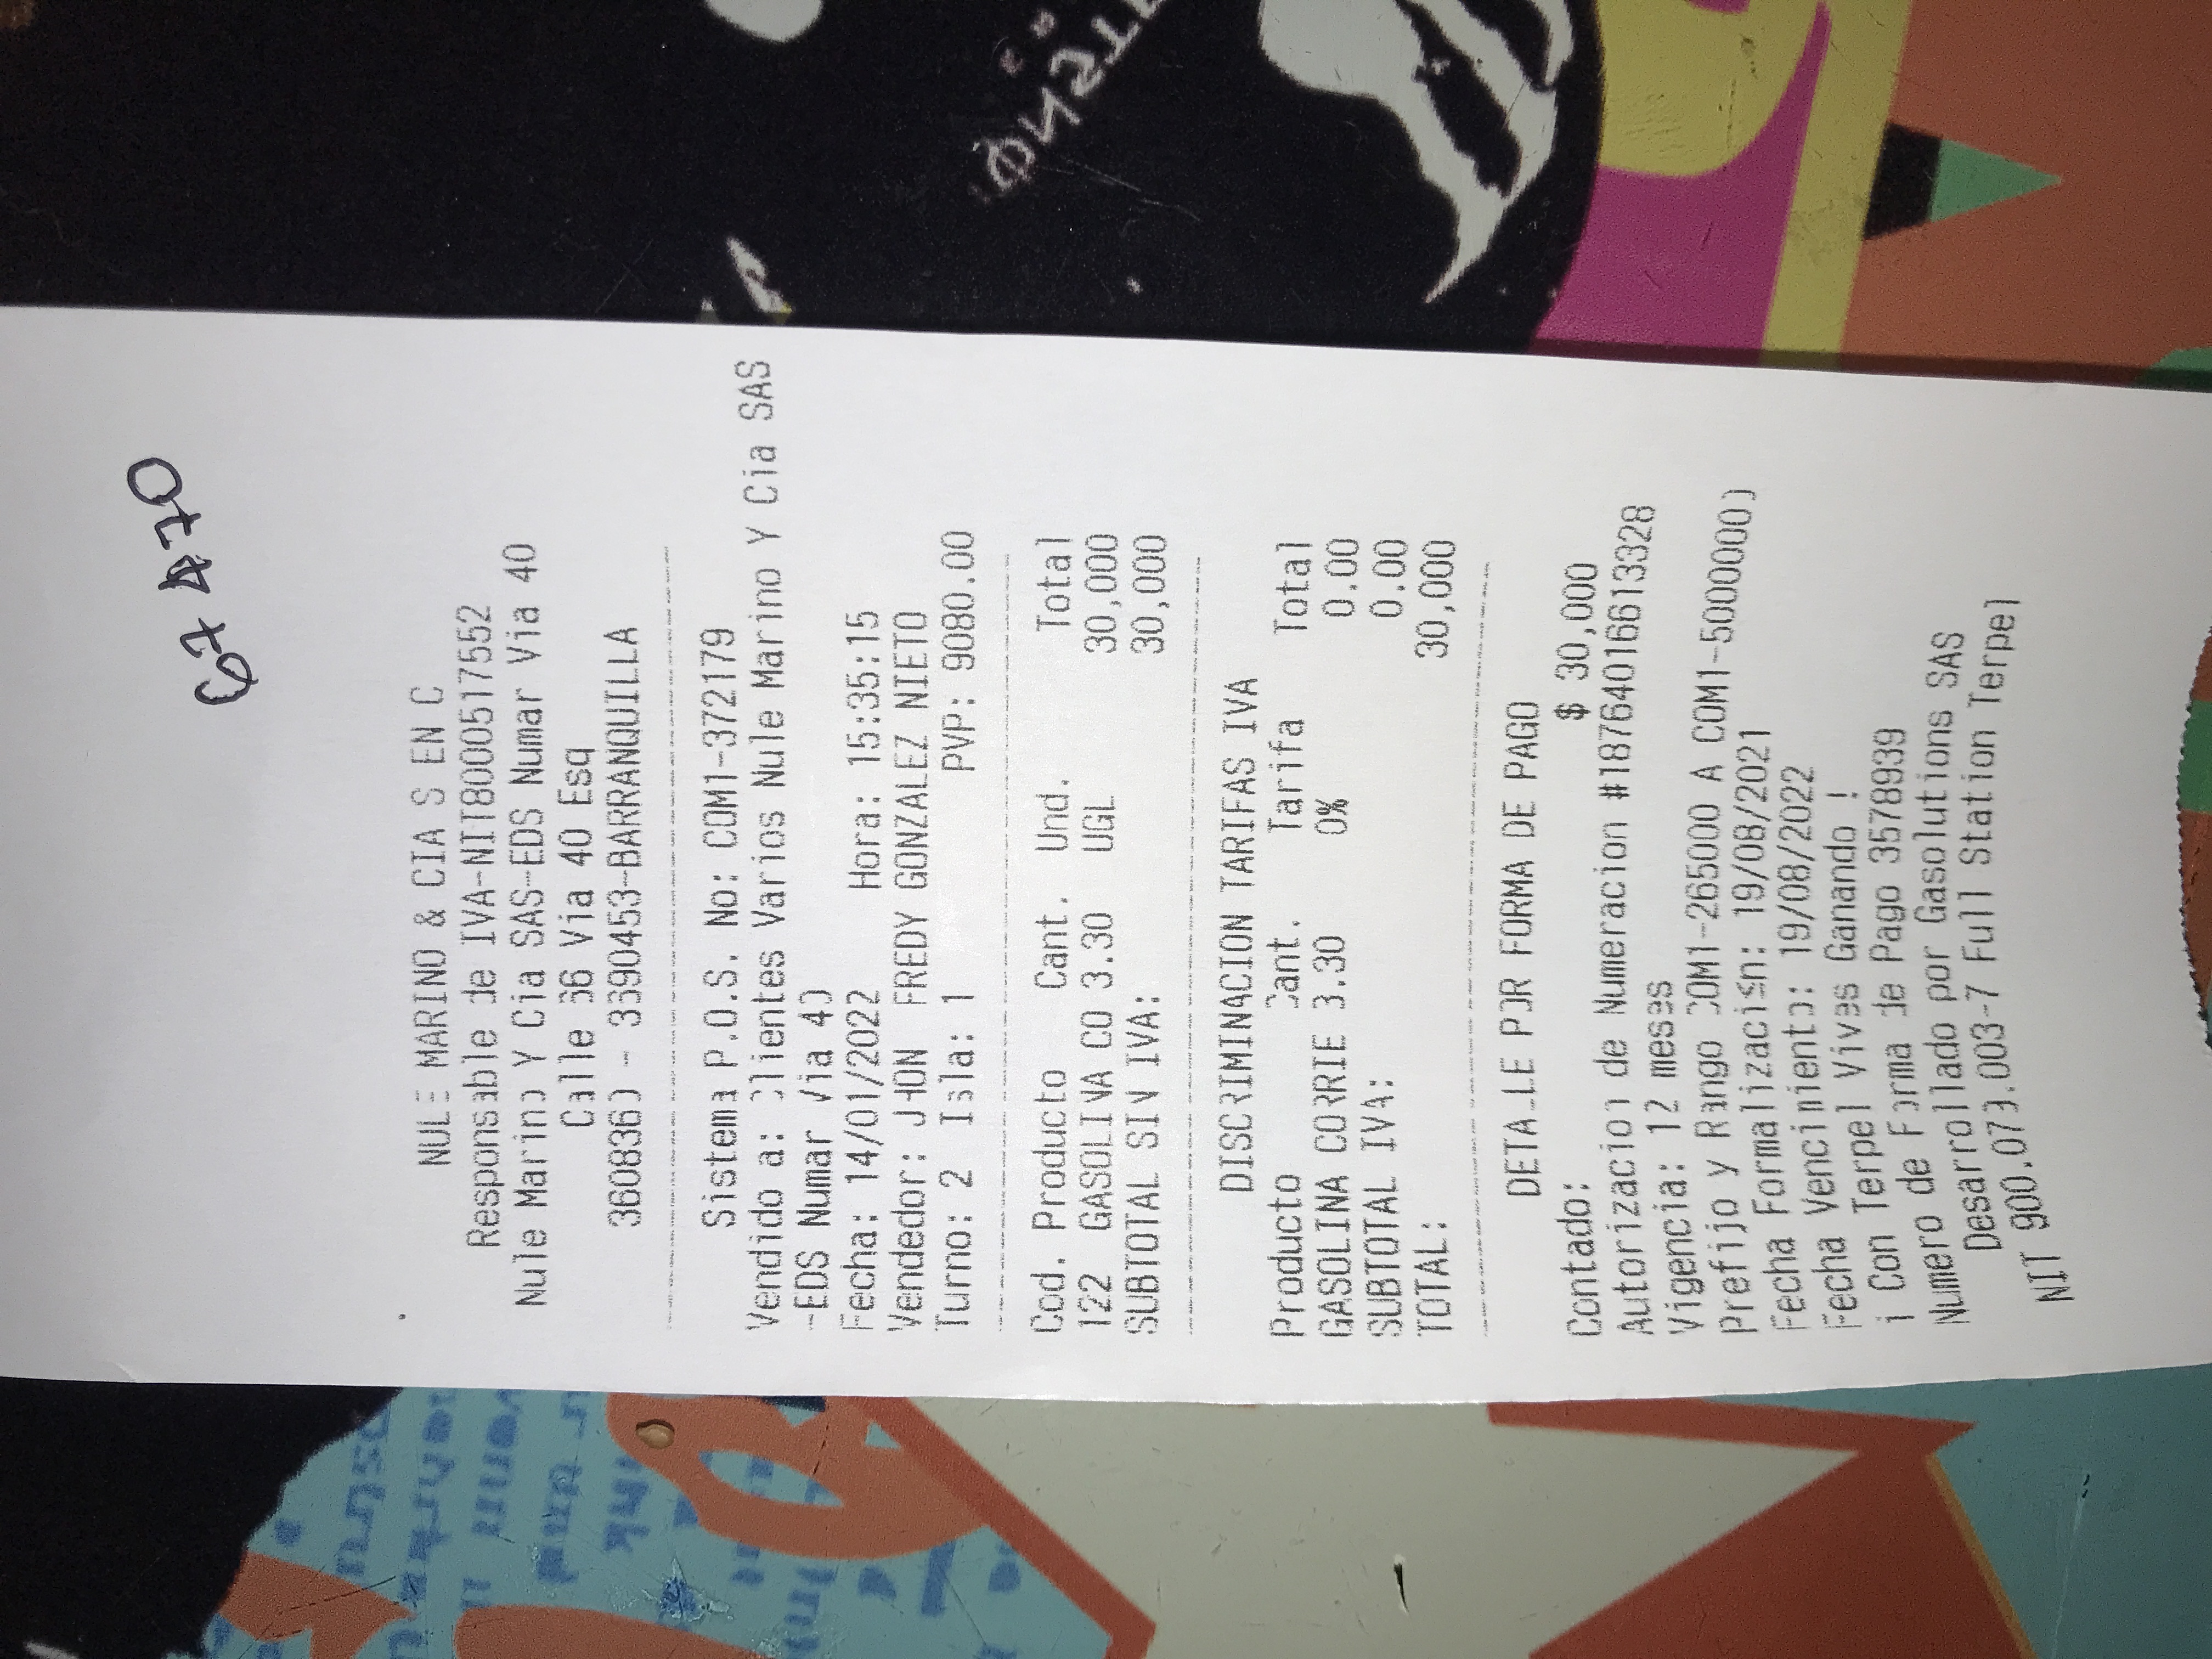 NULE MARINO & CIA S EN C
Responsable de IVA-NIT8000517552
Nule Marino Y Cia SAS-EDS Numar Via 40
Calle 66 Via 40 Esq
3608360 - 3390453-BARRANQUILLA
Sistema P.O.S. No: COM1-372179
Vendido a: Clientes Varios Nule Marino Y Cia SAS
-EDS Numar Via 40
Fecha: 14/01/2022 Hora: 15:35:15
Vendedor: JHON FREDY GONZALEZ NIETO
Turno: 2 Isla: 1 PVP: 9080.00
Cod. Producto Cant. Und. Total
122 GASOLINA CO 3.30 UGL 30,000
SUBTOTAL SIN IVA: 30,000
DISCRIMINACION TARIFAS IVA
Producto Cant. Tarifa Total
GASOLINA CORRIE 3.30 0% 0.00
SUBTOTAL IVA: 0.00
TOTAL: 30,000
DETALLE POR FORMA DE PAGO
Contado: $ 30,000
Autorizacion de Numeracion #18764016613328
Vigencia: 12 meses
Prefijo y Rango COM1-265000 A COM1-5000000)
Fecha Formalización: 19/08/2021
Fecha Vencimiento: 19/08/2022
¡ Con Terpel Vives Ganando !
Numero de Forma de Pago 35789939
Desarrollado por Gasolutions SAS
NIT 900.073.003-7 Full Station Terpel